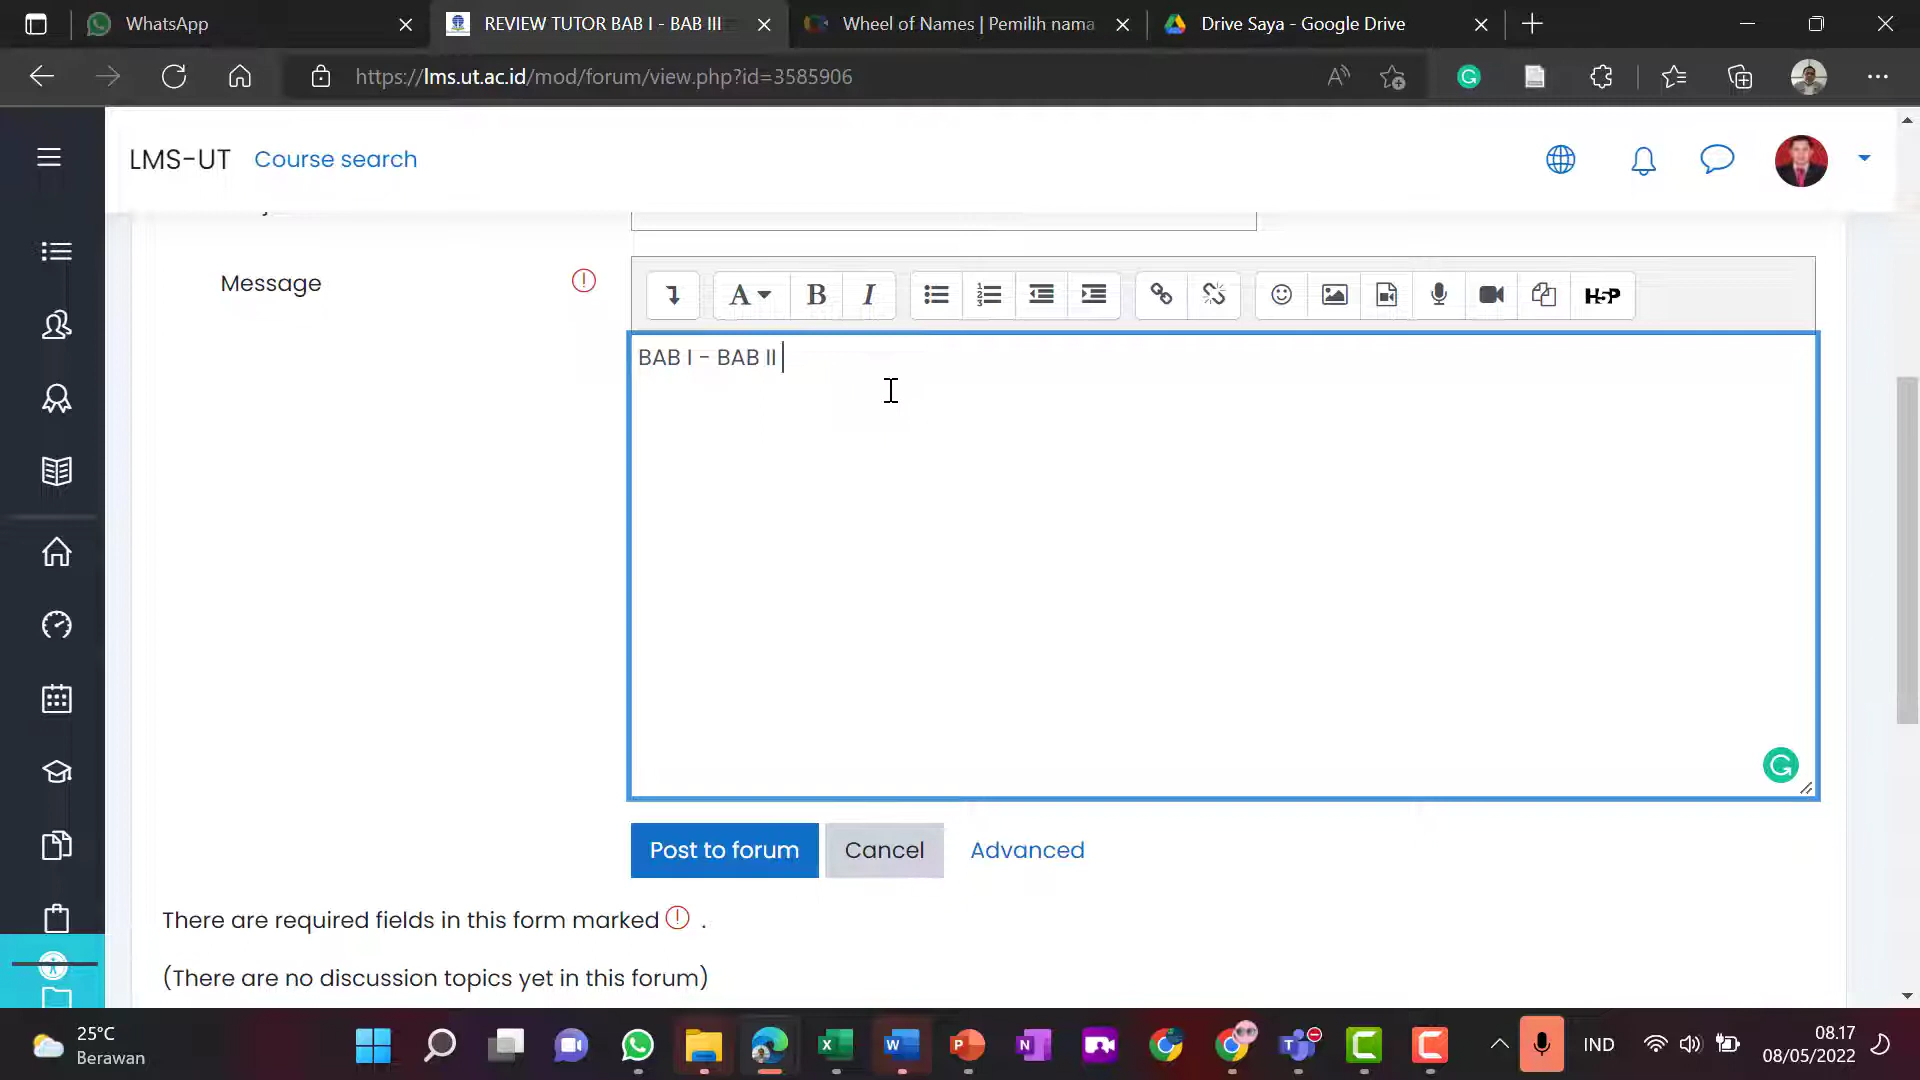 WhatsApp
REVIEW TUTOR BAB I - BAB III
Wheel of Names | Pemilih nama
Drive Saya - Google Drive
https://lms.ut.ac.id/mod/forum/view.php?id=3585906
LMS-UT
Course search
Message
A
B
I
H5P
BAB I - BAB II
Post to forum
Cancel
Advanced
There are required fields in this form marked .
(There are no discussion topics yet in this forum)
25°C
Berawan
IND
08.17
08/05/2022